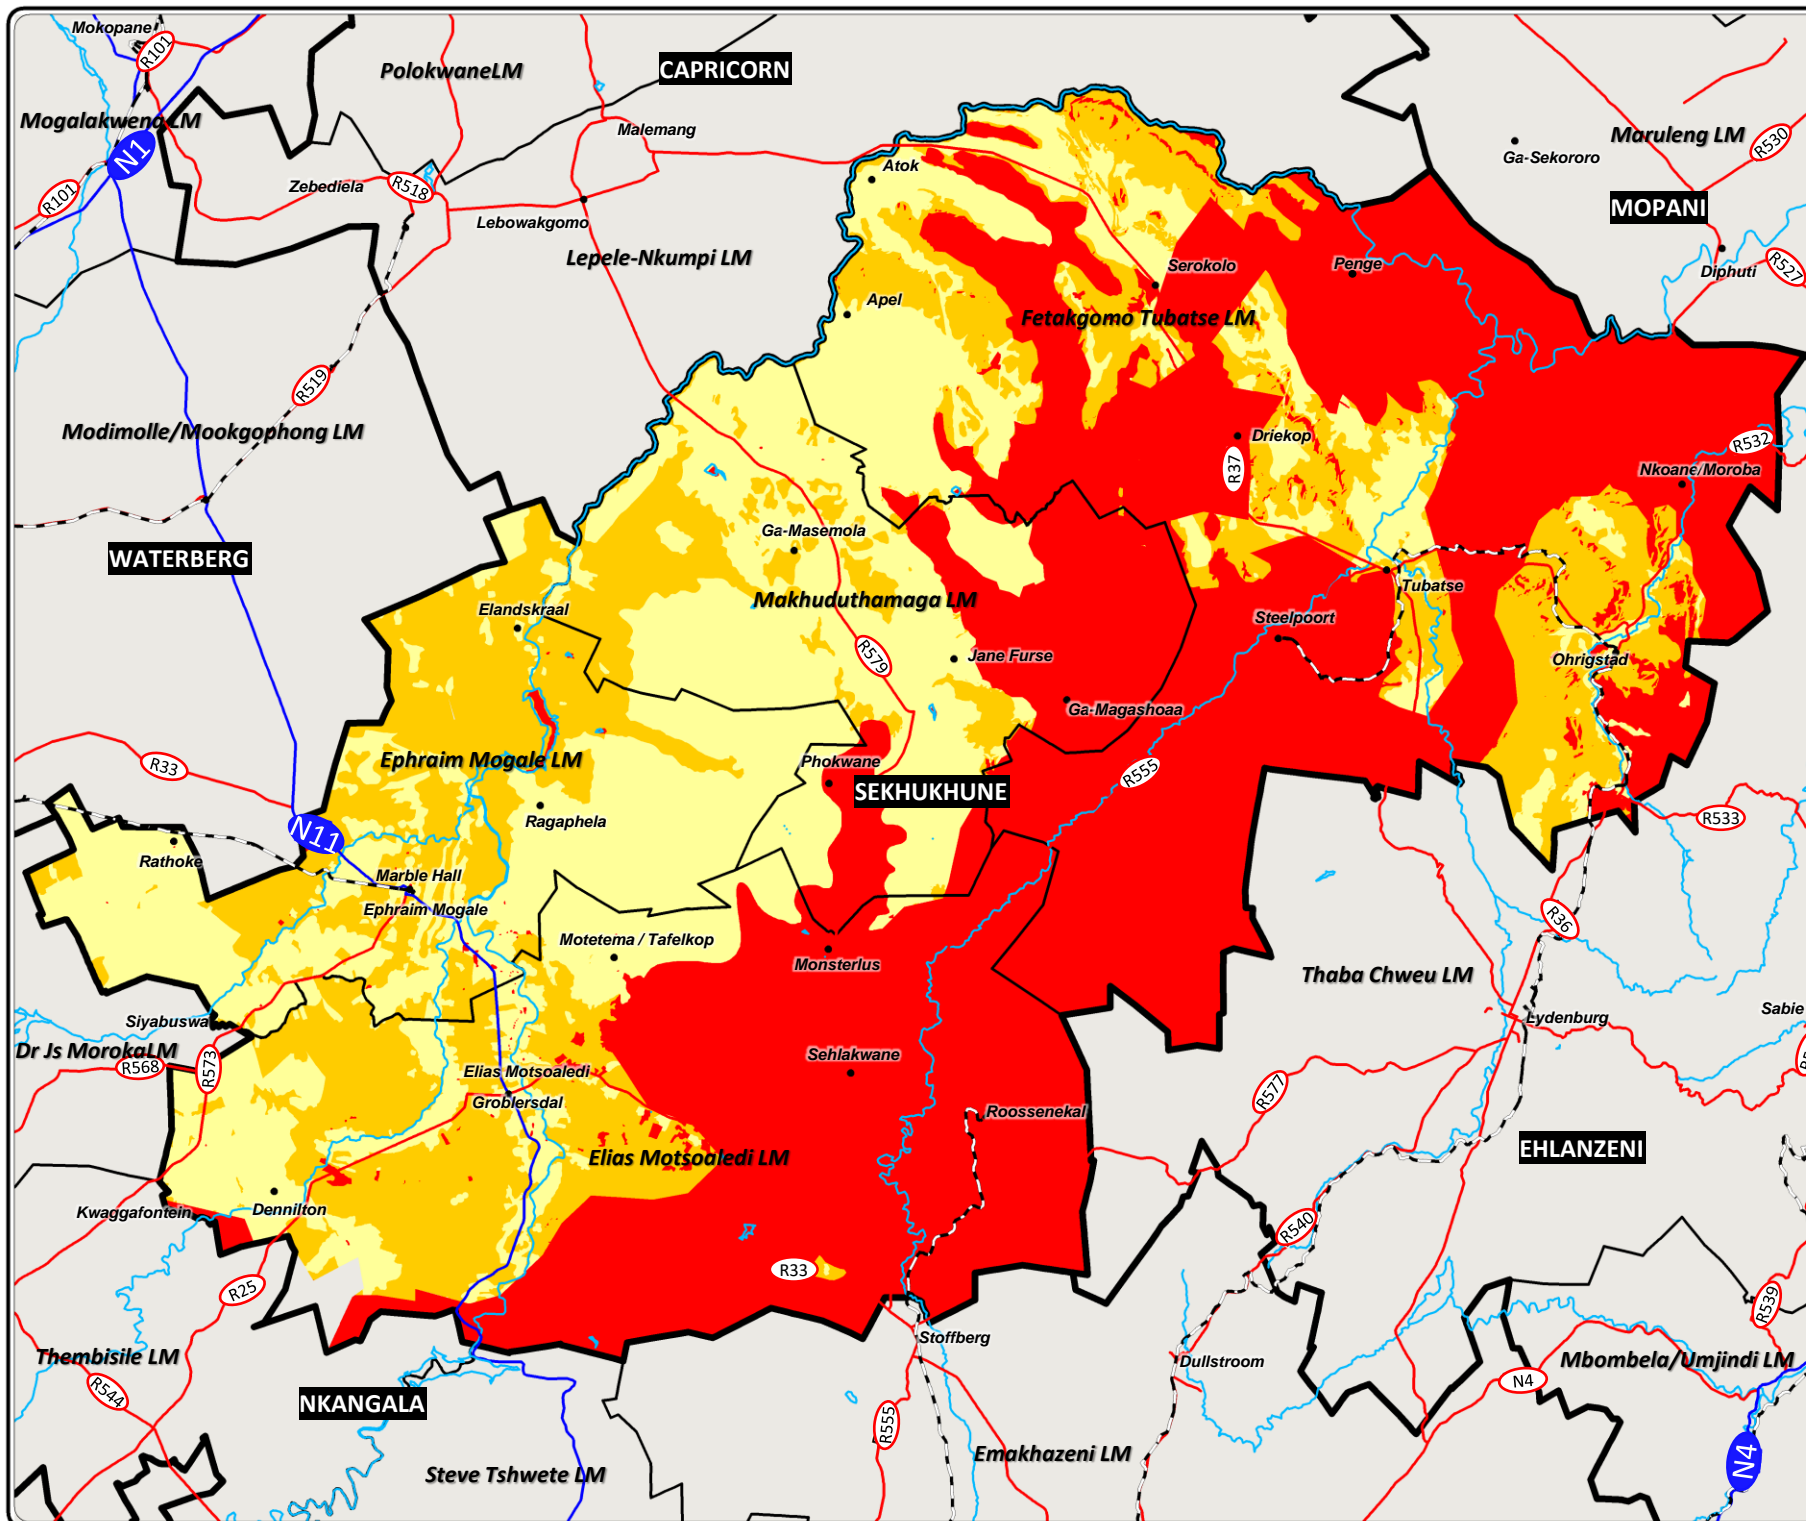 Mokopane
R101
PolokwaneLM
CAPRICORN
Mogalakwena LM
N1
Malemang
Maruleng LM
R530
Ga-Sekororo
Atok
Zebediela
R518
R101
MOPANI
Lebowakgomo
Lepele-Nkumpi LM
Serokolo
Penge
Diphuti
R527
Apel
Fetakgomo Tubatse LM
R519
Modimolle/Mookgophong LM
Driekop
R532
R37
Nkoane/Moroba
Ga-Masemola
WATERBERG
Tubatse
Makhuduthamaga LM
Elandskraal
Steelpoort
R579
Jane Furse
Ohrigstad
Ga-Magashoaa
R33
Ephraim Mogale LM
Phokwane
R555
SEKHUKHUNE
Ragaphela
R533
N11
Rathoke
Marble Hall
Ephraim Mogale
R36
Motetema / Tafelkop
Monsterlus
Thaba Chweu LM
Sabie
Siyabuswa
Lydenburg
Dr Js MorokaLM
Sehlakwane
R568
R573
Elias Motsoaledi
Groblersdal
R577
Roossenekal
EHLANZENI
Elias Motsoaledi LM
Kwaggafontein
Dennilton
R540
R33
R25
R539
Stoffberg
Thembisile LM
Dullstroom
Mbombela/Umjindi LM
R544
N4
NKANGALA
R555
Emakhazeni LM
N4
Steve Tshwete LM